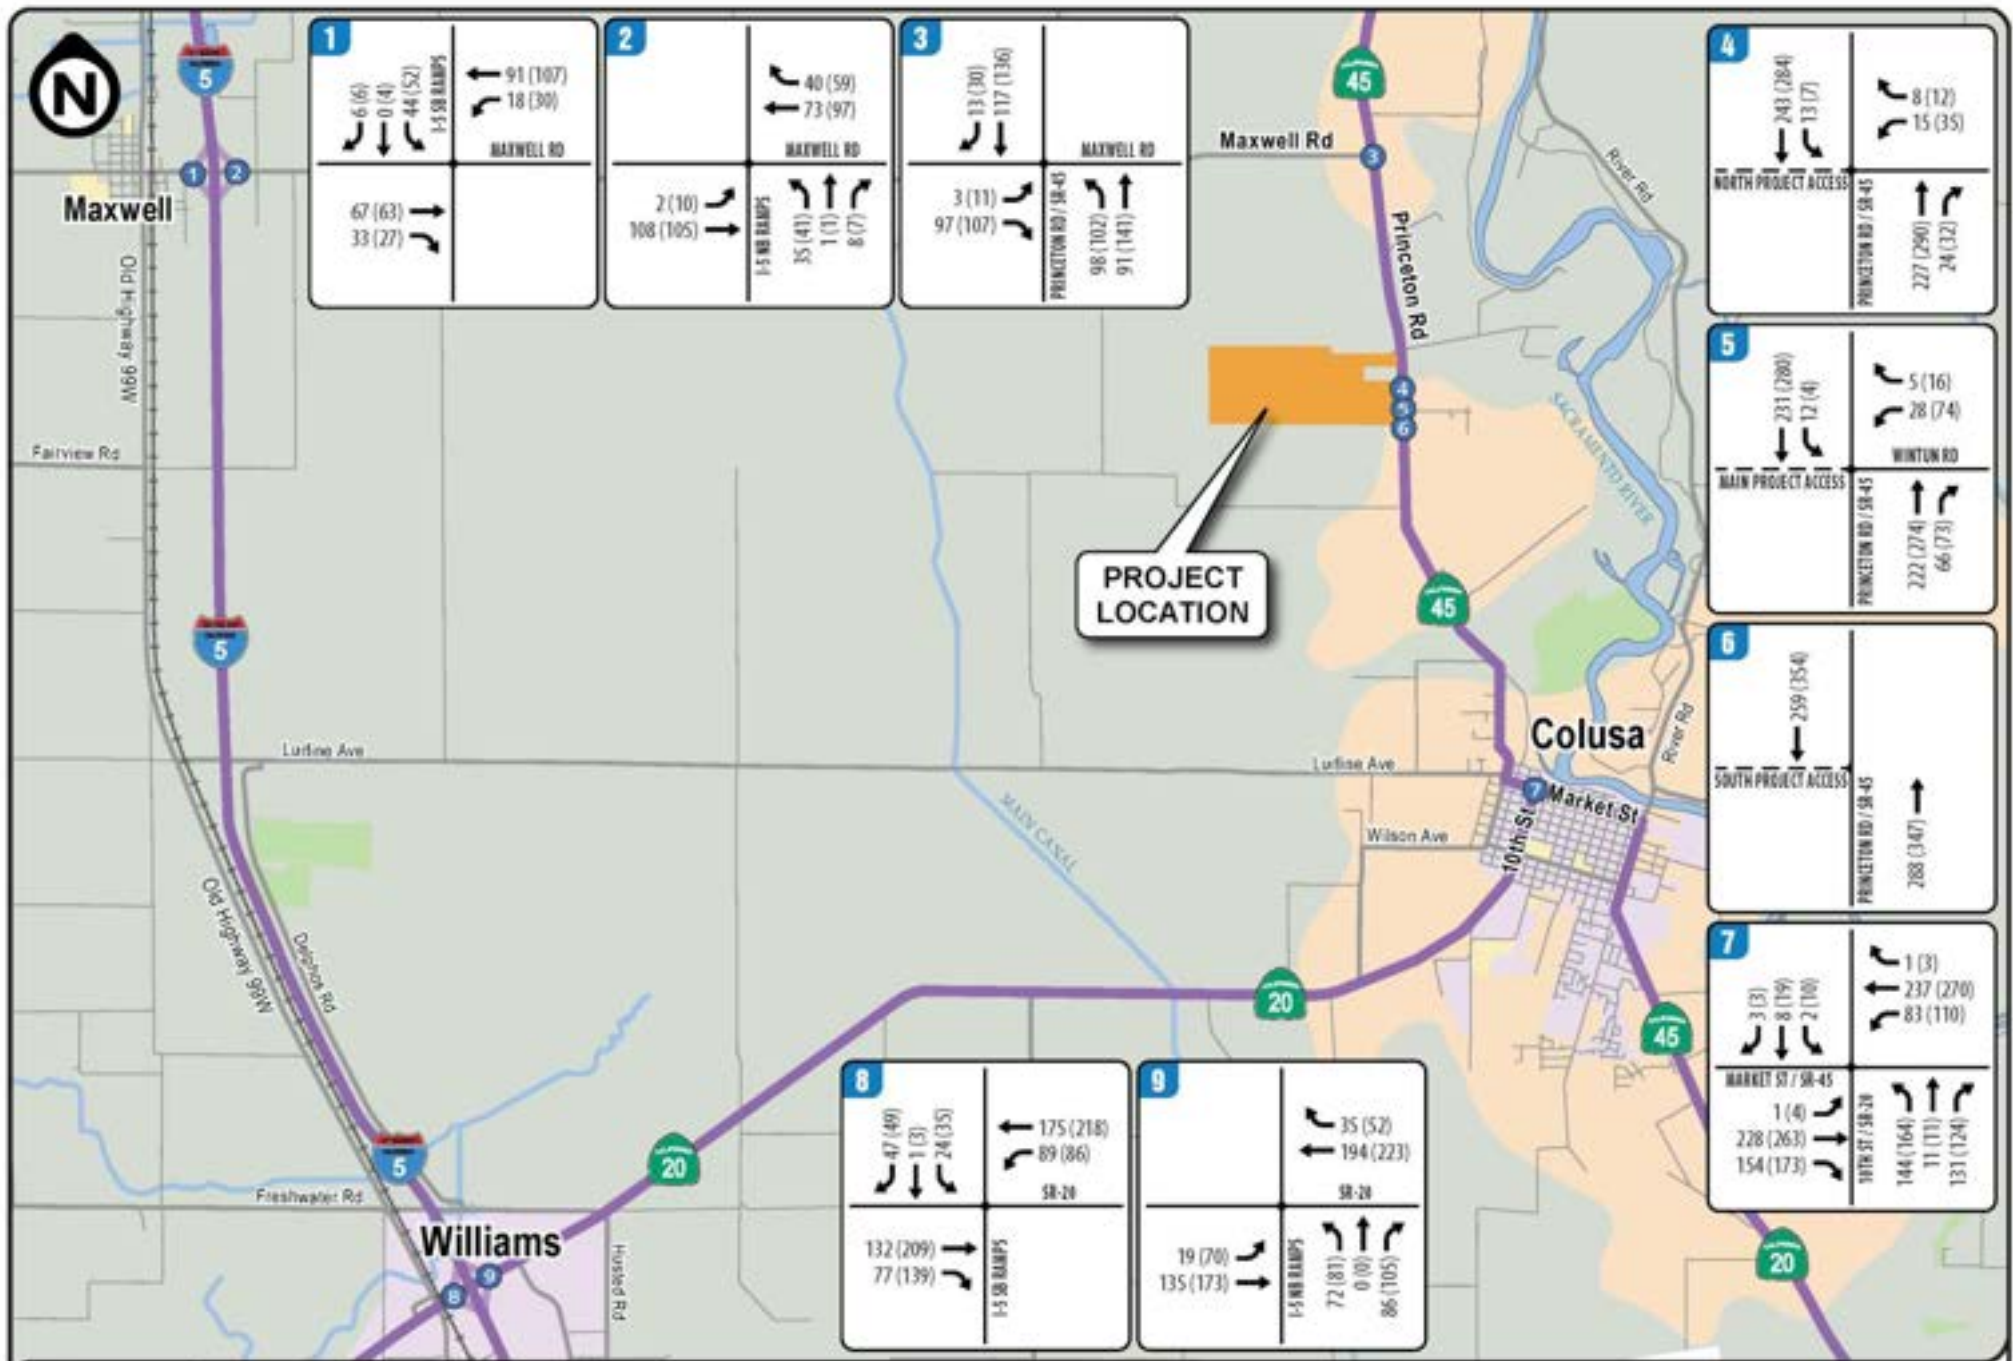 N
5
Maxwell
1
2
Old Highway 99W
Fairview Rd
5
Lurline Ave
Old Highway 99W
Delphos Rd
5
Freshwater Rd
Williams
Husted Rd
8
9
20
MAIN CANAL
20
Maxwell Rd
45
3
Princeton Rd
River Rd
4
5
6
SACRAMENTO RIVER
PROJECT
LOCATION
45
Colusa
River Rd
Lurline Ave
7
Market St
10th St
Wilson Ave
45
20
1
6 (6)
0 (4)
44 (52)
I-5 SB RAMPS
91 (107)
18 (30)
MAXWELL RD
67 (63)
33 (27)
2
40 (59)
73 (97)
MAXWELL RD
2 (10)
108 (105)
I-5 NB RAMPS
35 (41)
1 (1)
8 (7)
3
13 (30)
117 (136)
MAXWELL RD
3 (11)
97 (107)
PRINCETON RD / SR-45
98 (102)
91 (141)
4
243 (284)
13 (7)
8 (12)
15 (35)
NORTH PROJECT ACCESS
PRINCETON RD / SR-45
227 (290)
24 (32)
5
231 (280)
12 (4)
5 (16)
28 (74)
WINTUN RD
MAIN PROJECT ACCESS
PRINCETON RD / SR-45
222 (274)
66 (73)
6
259 (354)
SOUTH PROJECT ACCESS
PRINCETON RD / SR-45
288 (347)
7
3 (3)
8 (19)
2 (10)
1 (3)
237 (270)
83 (110)
MARKET ST / SR-45
1 (4)
228 (263)
154 (173)
10TH ST / SR-20
144 (164)
11 (11)
131 (124)
8
47 (49)
1 (3)
24 (35)
175 (218)
89 (86)
SR-20
132 (209)
77 (139)
I-5 SB RAMPS
9
35 (52)
194 (223)
SR-20
19 (70)
135 (173)
I-5 NB RAMPS
72 (81)
0 (0)
86 (105)